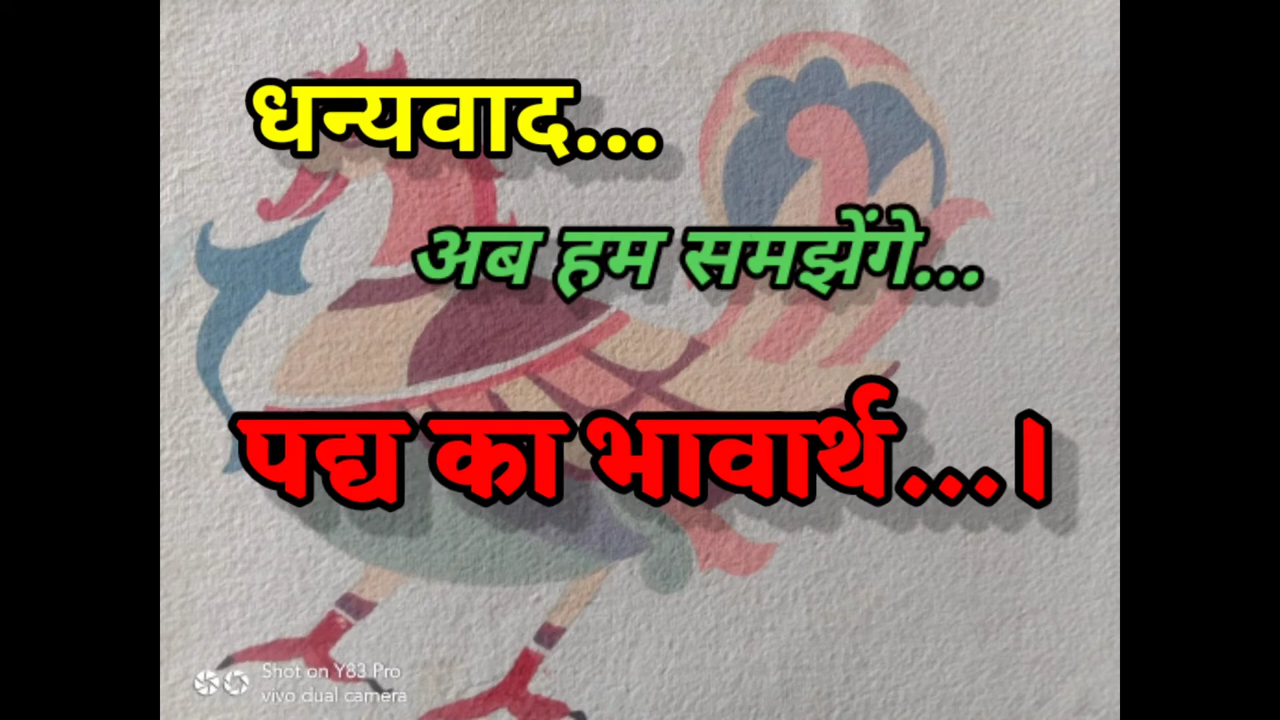 धन्यवाद...
अब हम समझेंगे...
पद्य का भावार्थ...।
Shot on Y83 Pro
vivo dual camera